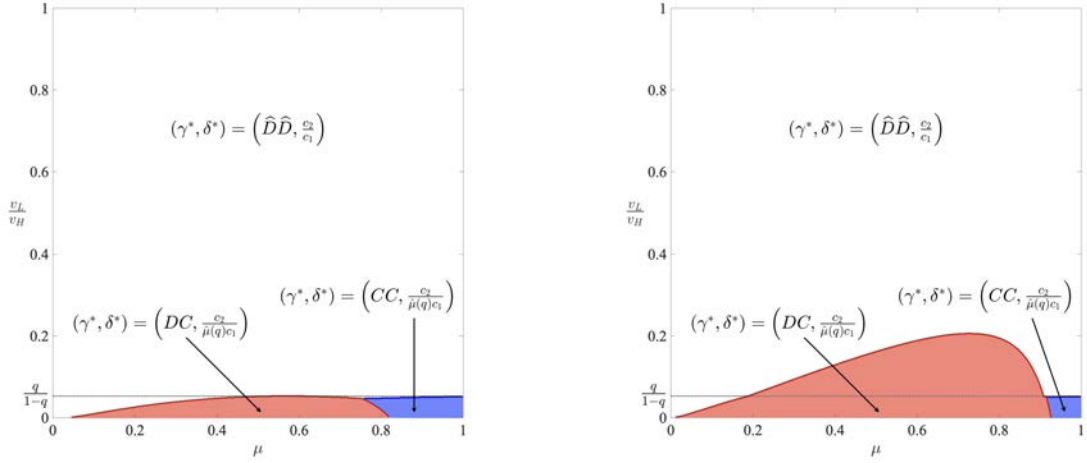 1
0.8
(γ*, δ*) = (D̂D̂, c₂/c₁)
0.6
v_L/v_H
0.4
(γ*, δ*) = (CC, c₂/μ̂(q)c₁)
(γ*, δ*) = (DC, c₂/μ̂(q)c₁)
0.2
q/1−q
0
0 0.2 0.4 0.6 0.8 1
μ
1
0.8
(γ*, δ*) = (D̂D̂, c₂/c₁)
0.6
v_L/v_H
0.4
(γ*, δ*) = (CC, c₂/μ̂(q)c₁)
(γ*, δ*) = (DC, c₂/μ̂(q)c₁)
0.2
q/1−q
0
0 0.2 0.4 0.6 0.8 1
μ